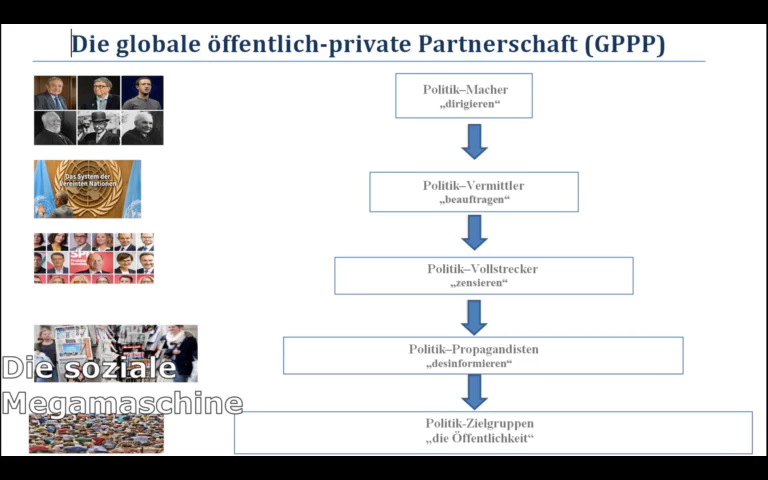 Die globale öffentlich-private Partnerschaft (GPPP)
Politik–Macher
„dirigieren“
Das System der
Vereinten Nationen
Politik–Vermittler
„beauftragen“
SPD
Politik–Vollstrecker
„zensieren“
Politik–Propagandisten
„desinformieren“
Die soziale
Megamaschine
Politik-Zielgruppen
„die Öffentlichkeit“